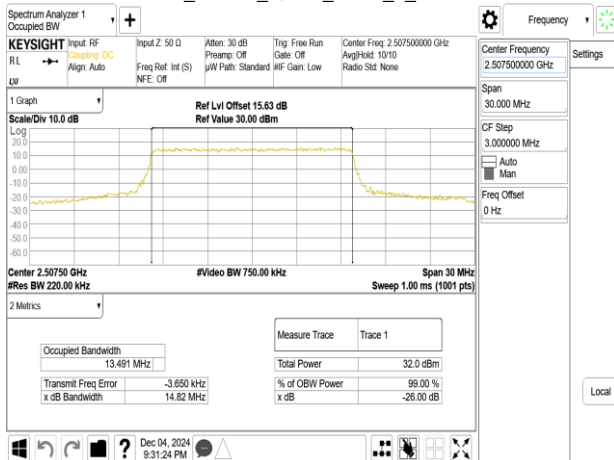 Spectrum Analyzer 1
Occupied BW
Frequency
KEYSIGHT
RL
Input: RF
Coupling: DC
Align: Auto
Input Z: 50 Ω
Freq Ref: Int (S)
NFE: Off
Atten: 30 dB
Preamp: Off
µW Path: Standard
Trig: Free Run
Gate: Off
#IF Gain: Low
Center Freq: 2.507500000 GHz
Avg|Hold: 10/10
Radio Std: None
Center Frequency
2.507500000 GHz
Settings
Span
30.000 MHz
CF Step
3.000000 MHz
Auto
Man
Freq Offset
0 Hz
Local
1 Graph
Scale/Div 10.0 dB
Ref Lvl Offset 15.63 dB
Ref Value 30.00 dBm
Log
20.0
10.0
0.00
-10.0
-20.0
-30.0
-40.0
-50.0
-60.0
Center 2.50750 GHz
#Video BW 750.00 kHz
Span 30 MHz
#Res BW 220.00 kHz
Sweep 1.00 ms (1001 pts)
2 Metrics
Occupied Bandwidth
13.491 MHz
Transmit Freq Error -3.650 kHz
x dB Bandwidth 14.82 MHz
Measure Trace Trace 1
Total Power 32.0 dBm
% of OBW Power 99.00 %
x dB -26.00 dB
?
Dec 04, 2024
9:31:24 PM